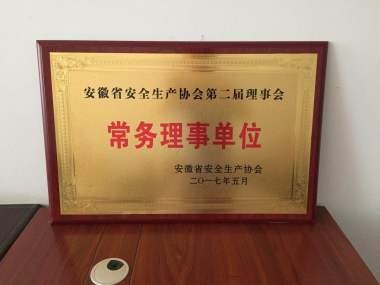 安徽省安全生产协会第二届理事会
常务理事单位
安徽省安全生产协会
二〇一七年五月